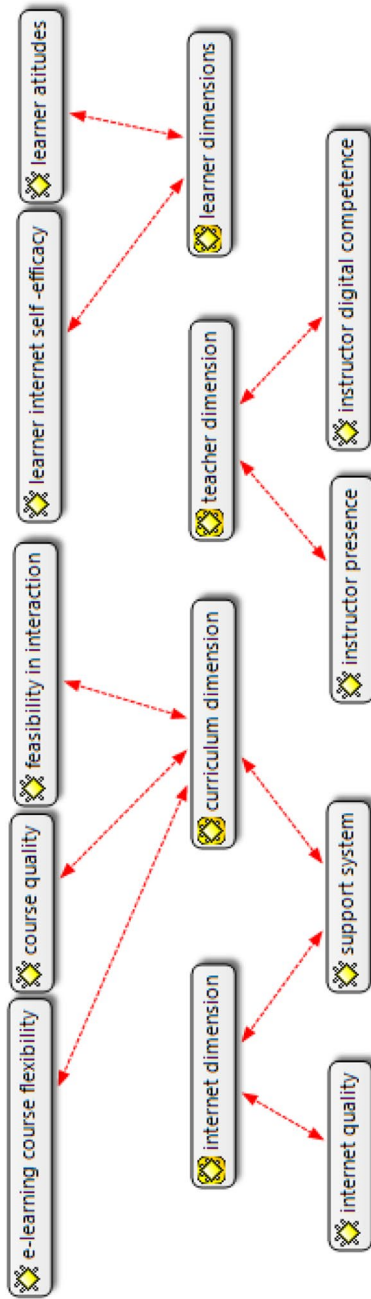 e-learning course flexibility
course quality
feasibility in interaction
learner internet self -efficacy
learner atitudes
internet dimension
curriculum dimension
teacher dimension
learner dimensions
internet quality
support system
instructor presence
instructor digital competence